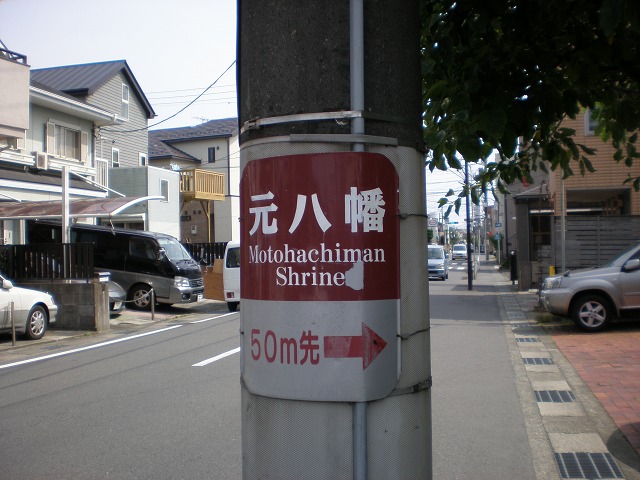 元八幡
Motohachiman
Shrine
50m先